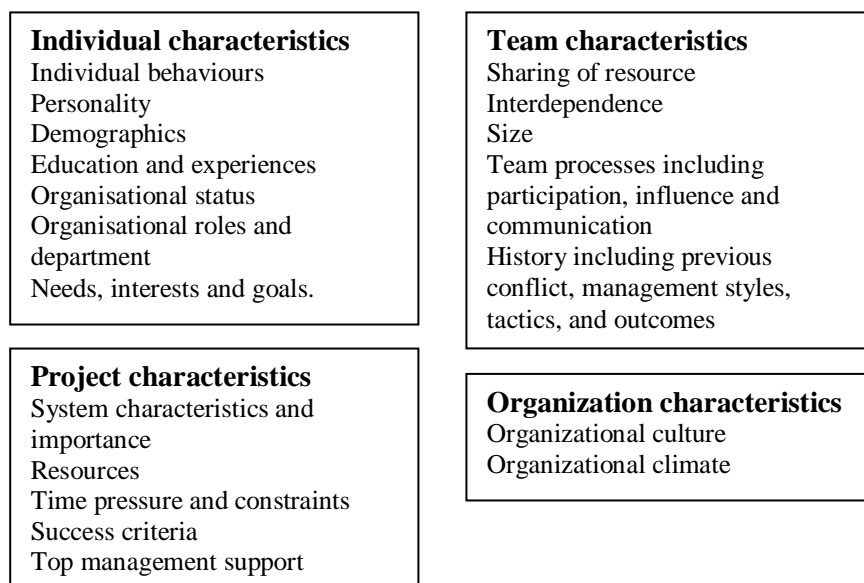 Individual characteristics
Individual behaviours
Personality
Demographics
Education and experiences
Organisational status
Organisational roles and
department
Needs, interests and goals.
Team characteristics
Sharing of resource
Interdependence
Size
Team processes including
participation, influence and
communication
History including previous
conflict, management styles,
tactics, and outcomes
Project characteristics
System characteristics and
importance
Resources
Time pressure and constraints
Success criteria
Top management support
Organization characteristics
Organizational culture
Organizational climate